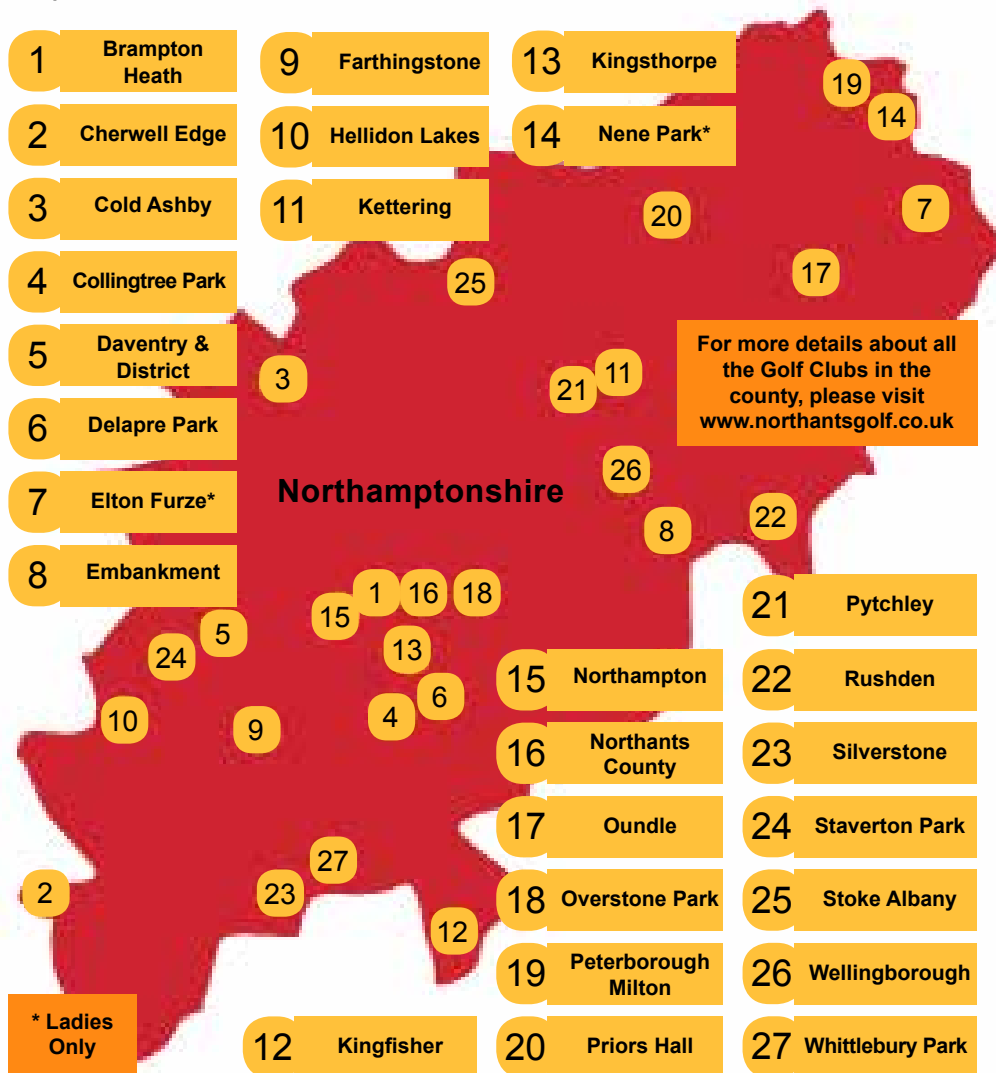 1 Brampton
Heath
2 Cherwell Edge
3 Cold Ashby
4 Collingtree Park
5 Daventry &
District
6 Delapre Park
7 Elton Furze*
8 Embankment
9 Farthingstone
10 Hellidon Lakes
11 Kettering
13 Kingsthorpe
14 Nene Park*
19
14
20
7
25
17
3
21
11
For more details about all
the Golf Clubs in the
county, please visit
www.northantsgolf.co.uk
26
Northamptonshire
8
22
1
16
18
15
5
13
24
6
10
9
4
27
2
23
12
15 Northampton
16 Northants
County
17 Oundle
18 Overstone Park
19 Peterborough
Milton
20 Priors Hall
21 Pytchley
22 Rushden
23 Silverstone
24 Staverton Park
25 Stoke Albany
26 Wellingborough
27 Whittlebury Park
* Ladies
Only
12 Kingfisher